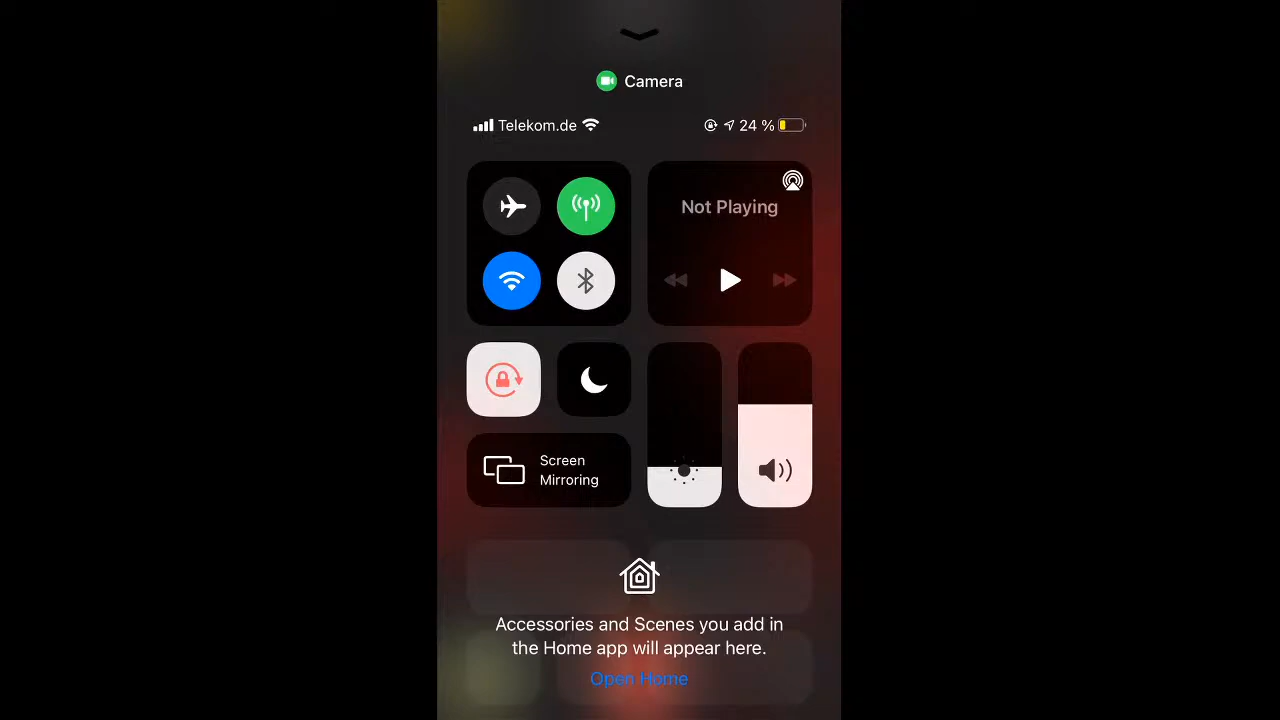 Camera
Telekom.de
24 %
Not Playing
Screen
Mirroring
Accessories and Scenes you add in
the Home app will appear here.
Open Home